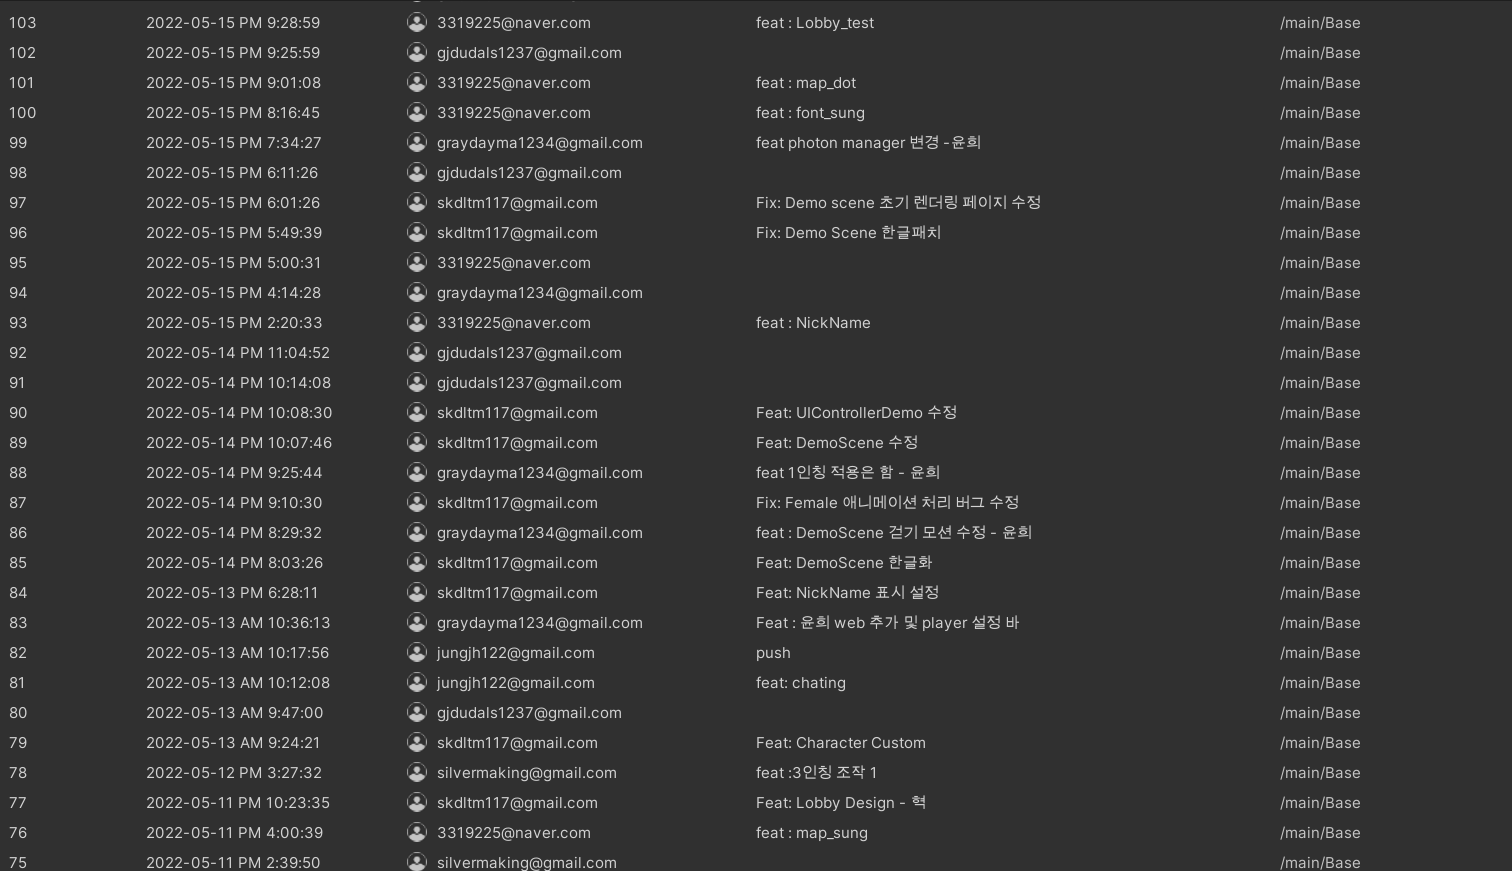 103 2022-05-15 PM 9:28:59 3319225@naver.com feat : Lobby_test /main/Base
102 2022-05-15 PM 9:25:59 gjdudals1237@gmail.com /main/Base
101 2022-05-15 PM 9:01:08 3319225@naver.com feat : map_dot /main/Base
100 2022-05-15 PM 8:16:45 3319225@naver.com feat : font_sung /main/Base
99 2022-05-15 PM 7:34:27 graydayma1234@gmail.com feat photon manager 변경 -윤희 /main/Base
98 2022-05-15 PM 6:11:26 gjdudals1237@gmail.com /main/Base
97 2022-05-15 PM 6:01:26 skdltm117@gmail.com Fix: Demo scene 초기 렌더링 페이지 수정 /main/Base
96 2022-05-15 PM 5:49:39 skdltm117@gmail.com Fix: Demo Scene 한글패치 /main/Base
95 2022-05-15 PM 5:00:31 3319225@naver.com /main/Base
94 2022-05-15 PM 4:14:28 graydayma1234@gmail.com /main/Base
93 2022-05-15 PM 2:20:33 3319225@naver.com feat : NickName /main/Base
92 2022-05-14 PM 11:04:52 gjdudals1237@gmail.com /main/Base
91 2022-05-14 PM 10:14:08 gjdudals1237@gmail.com /main/Base
90 2022-05-14 PM 10:08:30 skdltm117@gmail.com Feat: UIControllerDemo 수정 /main/Base
89 2022-05-14 PM 10:07:46 skdltm117@gmail.com Feat: DemoScene 수정 /main/Base
88 2022-05-14 PM 9:25:44 graydayma1234@gmail.com feat 1인칭 적용은 함 - 윤희 /main/Base
87 2022-05-14 PM 9:10:30 skdltm117@gmail.com Fix: Female 애니메이션 처리 버그 수정 /main/Base
86 2022-05-14 PM 8:29:32 graydayma1234@gmail.com feat : DemoScene 걷기 모션 수정 - 윤희 /main/Base
85 2022-05-14 PM 8:03:26 skdltm117@gmail.com Feat: DemoScene 한글화 /main/Base
84 2022-05-13 PM 6:28:11 skdltm117@gmail.com Feat: NickName 표시 설정 /main/Base
83 2022-05-13 AM 10:36:13 graydayma1234@gmail.com Feat : 윤희 web 추가 및 player 설정 바 /main/Base
82 2022-05-13 AM 10:17:56 jungjh122@gmail.com push /main/Base
81 2022-05-13 AM 10:12:08 jungjh122@gmail.com feat: chating /main/Base
80 2022-05-13 AM 9:47:00 gjdudals1237@gmail.com /main/Base
79 2022-05-13 AM 9:24:21 skdltm117@gmail.com Feat: Character Custom /main/Base
78 2022-05-12 PM 3:27:32 silvermaking@gmail.com feat :3인칭 조작 1 /main/Base
77 2022-05-11 PM 10:23:35 skdltm117@gmail.com Feat: Lobby Design - 혁 /main/Base
76 2022-05-11 PM 4:00:39 3319225@naver.com feat : map_sung /main/Base
75 2022-05-11 PM 2:39:50 silvermaking@gmail.com /main/Base